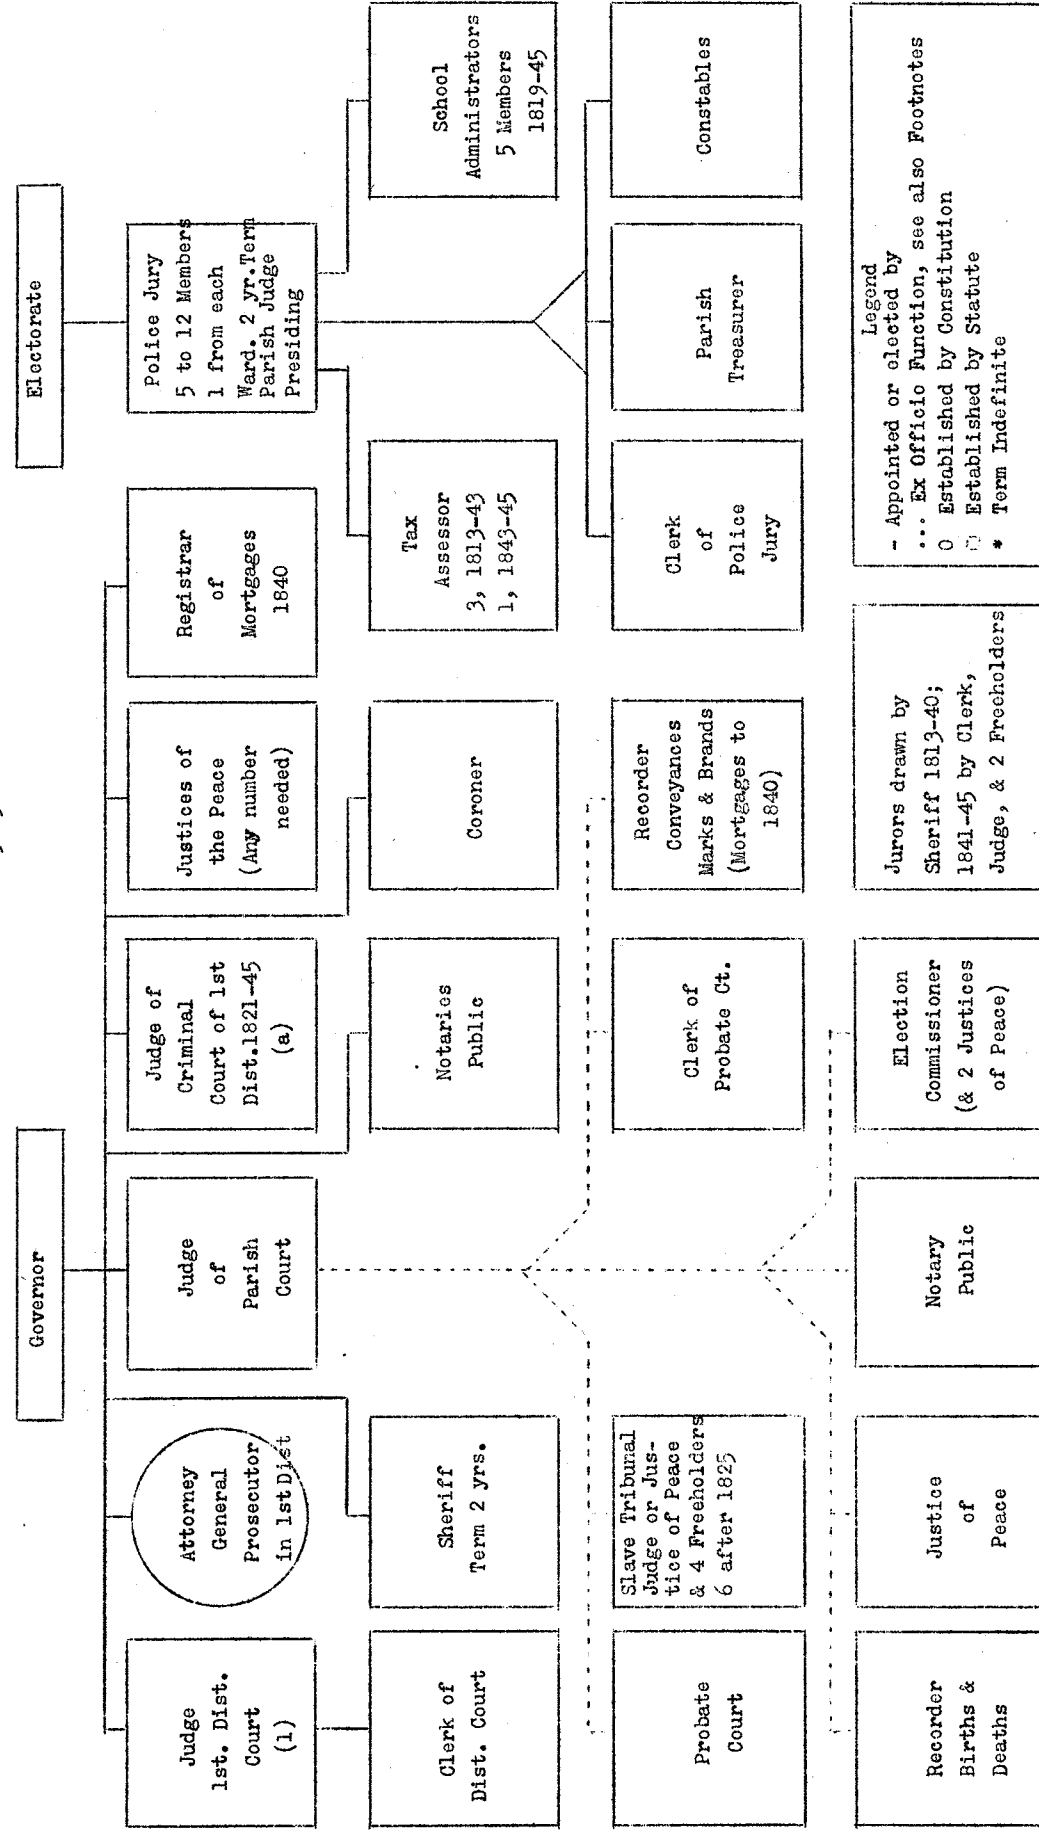 Governor
Electorate
Judge
1st. Dist.
Court
(1)
Attorney
General
Prosecutor
in 1st Dist
Judge
of
Parish
Court
Judge of
Criminal
Court of 1st
Dist.1821-45
(a)
Justices of
the Peace
(Any number
needed)
Registrar
of
Mortgages
1840
Police Jury
5 to 12 Members
1 from each
Ward. 2 yr.Term
Parish Judge
Presiding
Clerk of
Dist. Court
Sheriff
Term 2 yrs.
Notaries
Public
Coroner
Tax
Assessor
3, 1813-43
1, 1843-45
School
Administrators
5 Members
1819-45
Probate
Court
Slave Tribunal
Judge or Jus-
tice of Peace
& 4 Freeholders
6 after 1825
Clerk of
Probate Ct.
Recorder
Conveyances
Marks & Brands
(Mortgages to
1840)
Clerk
of
Police
Jury
Parish
Treasurer
Constables
Recorder
Births &
Deaths
Justice
of
Peace
Notary
Public
Election
Commissioner
(& 2 Justices
of Peace)
Jurors drawn by
Sheriff 1813-40;
1841-45 by Clerk,
Judge, & 2 Freeholders
Legend
- Appointed or elected by
... Ex Officio Function, see also Footnotes
O Established by Constitution
▢ Established by Statute
* Term Indefinite